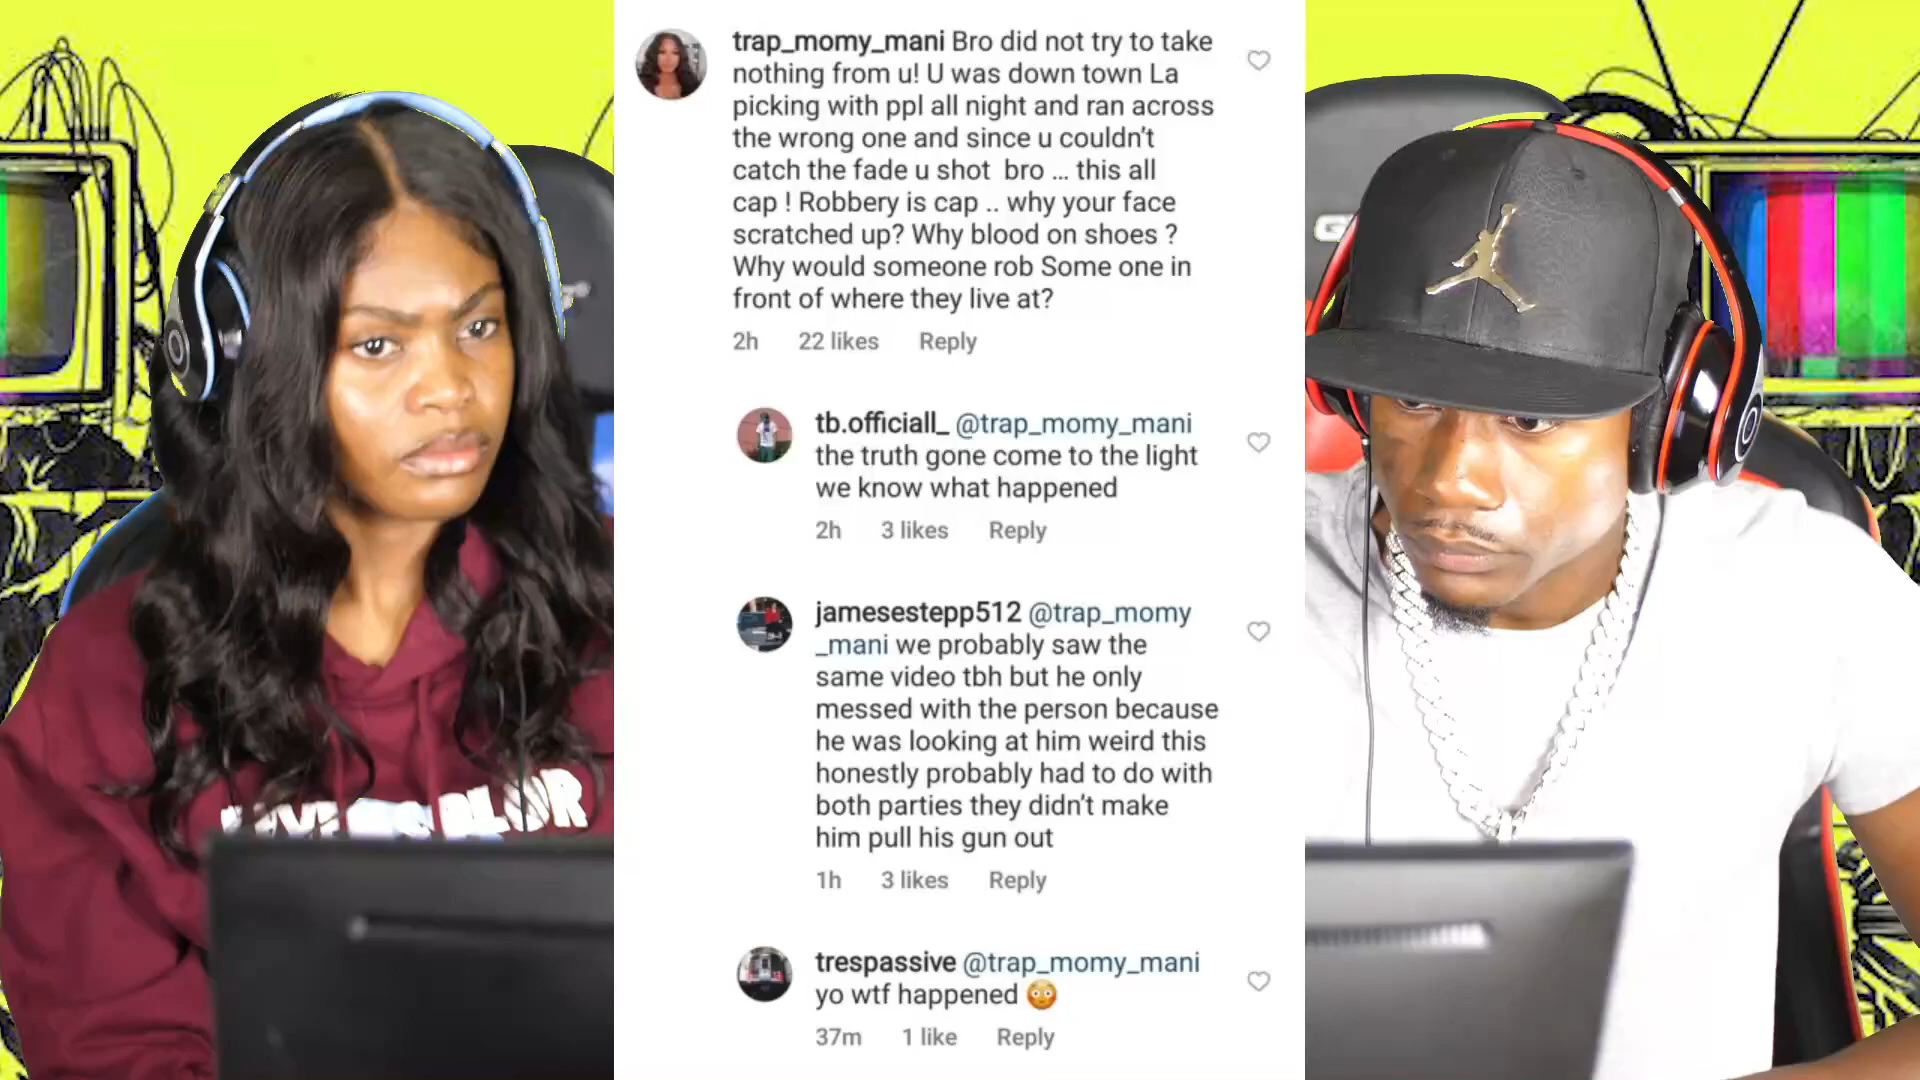 trap_momy_mani Bro did not try to take
nothing from u! U was down town La
picking with ppl all night and ran across
the wrong one and since u couldn't
catch the fade u shot bro ... this all
cap ! Robbery is cap .. why your face
scratched up? Why blood on shoes ?
Why would someone rob Some one in
front of where they live at?
2h 22 likes Reply
tb.officiall_ @trap_momy_mani
the truth gone come to the light
we know what happened
2h 3 likes Reply
jamesestepp512 @trap_momy
_mani we probably saw the
same video tbh but he only
messed with the person because
he was looking at him weird this
honestly probably had to do with
both parties they didn't make
him pull his gun out
1h 3 likes Reply
trespassive @trap_momy_mani
yo wtf happened 😳
37m 1 like Reply